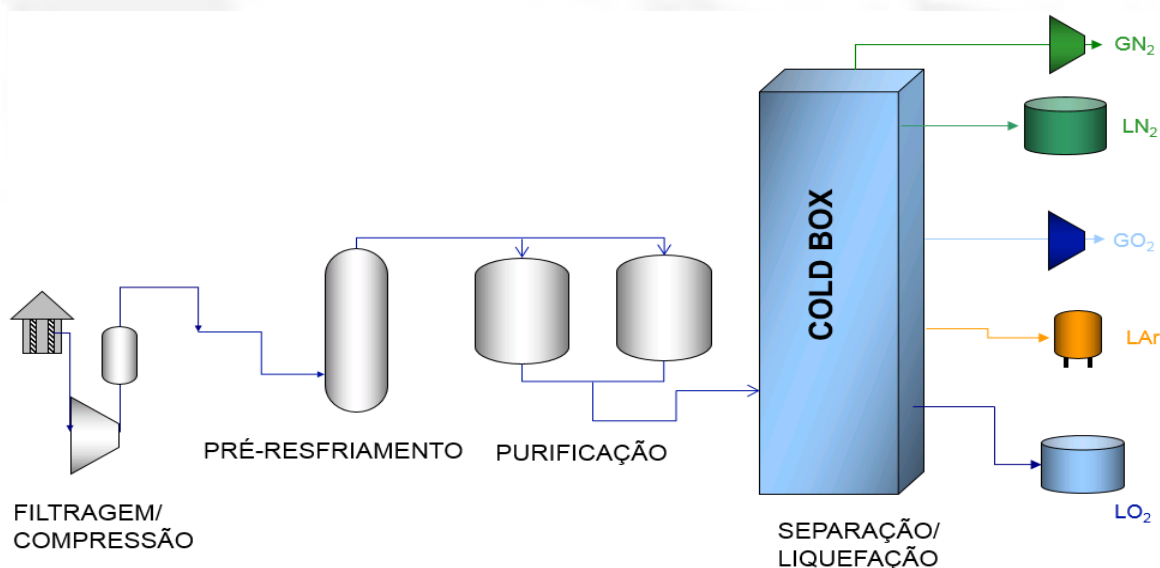 GN₂
LN₂
COLD BOX
GO₂
LAr
PRÉ-RESFRIAMENTO
PURIFICAÇÃO
FILTRAGEM/
COMPRESSÃO
LO₂
SEPARAÇÃO/
LIQUEFAÇÃO